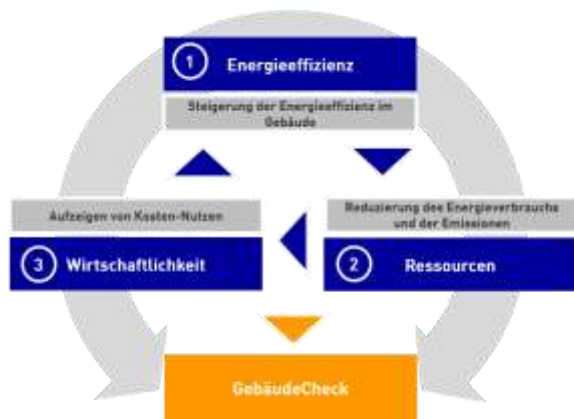 1 Energieeffizienz
Steigerung der Energieeffizienz im
Gebäude
Aufzeigen von Kosten-Nutzen
3 Wirtschaftlichkeit
Reduzierung des Energieverbrauchs
und der Emissionen
2 Ressourcen
GebäudeCheck